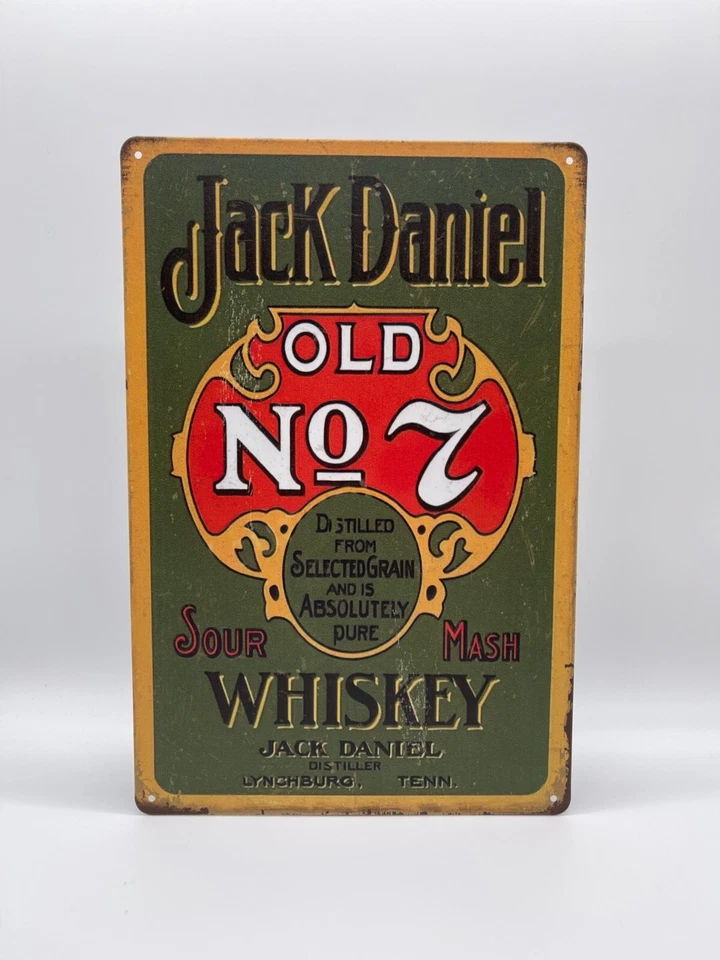 Jack Daniel
OLD
No 7
DISTILLED
FROM
SELECTED GRAIN
AND IS
ABSOLUTELY
PURE
SOUR MASH
WHISKEY
JACK DANIEL
DISTILLER
LYNCHBURG, TENN.